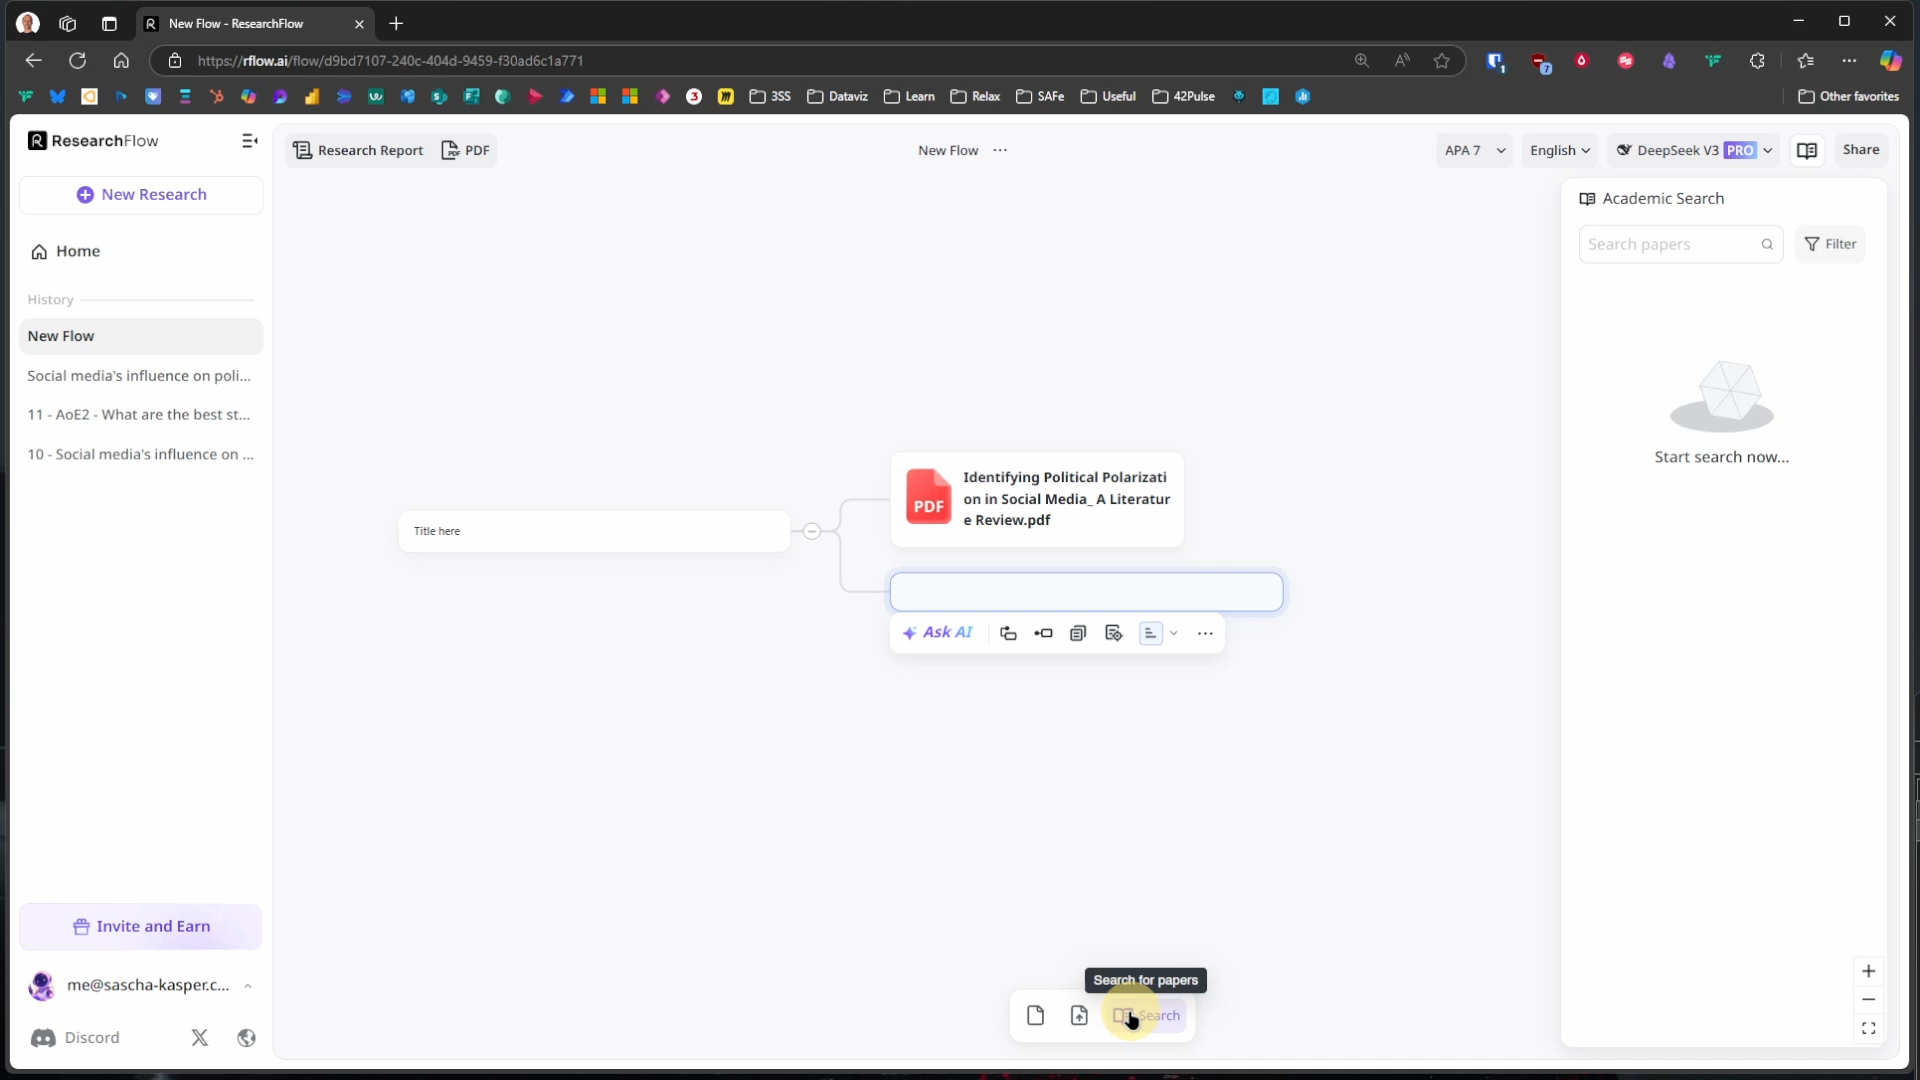 New Flow - ResearchFlow
https://rflow.ai/flow/d9bd7107-240c-404d-9459-f30ad6c1a771
1
7
3SS
Dataviz
Learn
Relax
SAFe
Useful
42Pulse
Other favorites
ResearchFlow
Research Report
PDF
New Flow
APA 7
English
DeepSeek V3 PRO
Share
New Research
Home
History
New Flow
Social media's influence on poli...
11 - AoE2 - What are the best st...
10 - Social media's influence on ...
Academic Search
Search papers
Filter
Start search now...
Title here
PDF
Identifying Political Polarizati
on in Social Media_ A Literatur
e Review.pdf
Ask AI
Search for papers
Search
Invite and Earn
me@sascha-kasper.c...
Discord